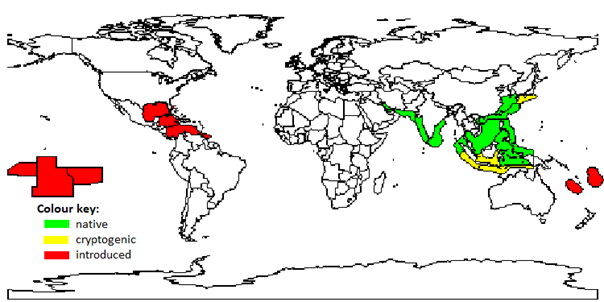 Colour key:
native
cryptogenic
introduced